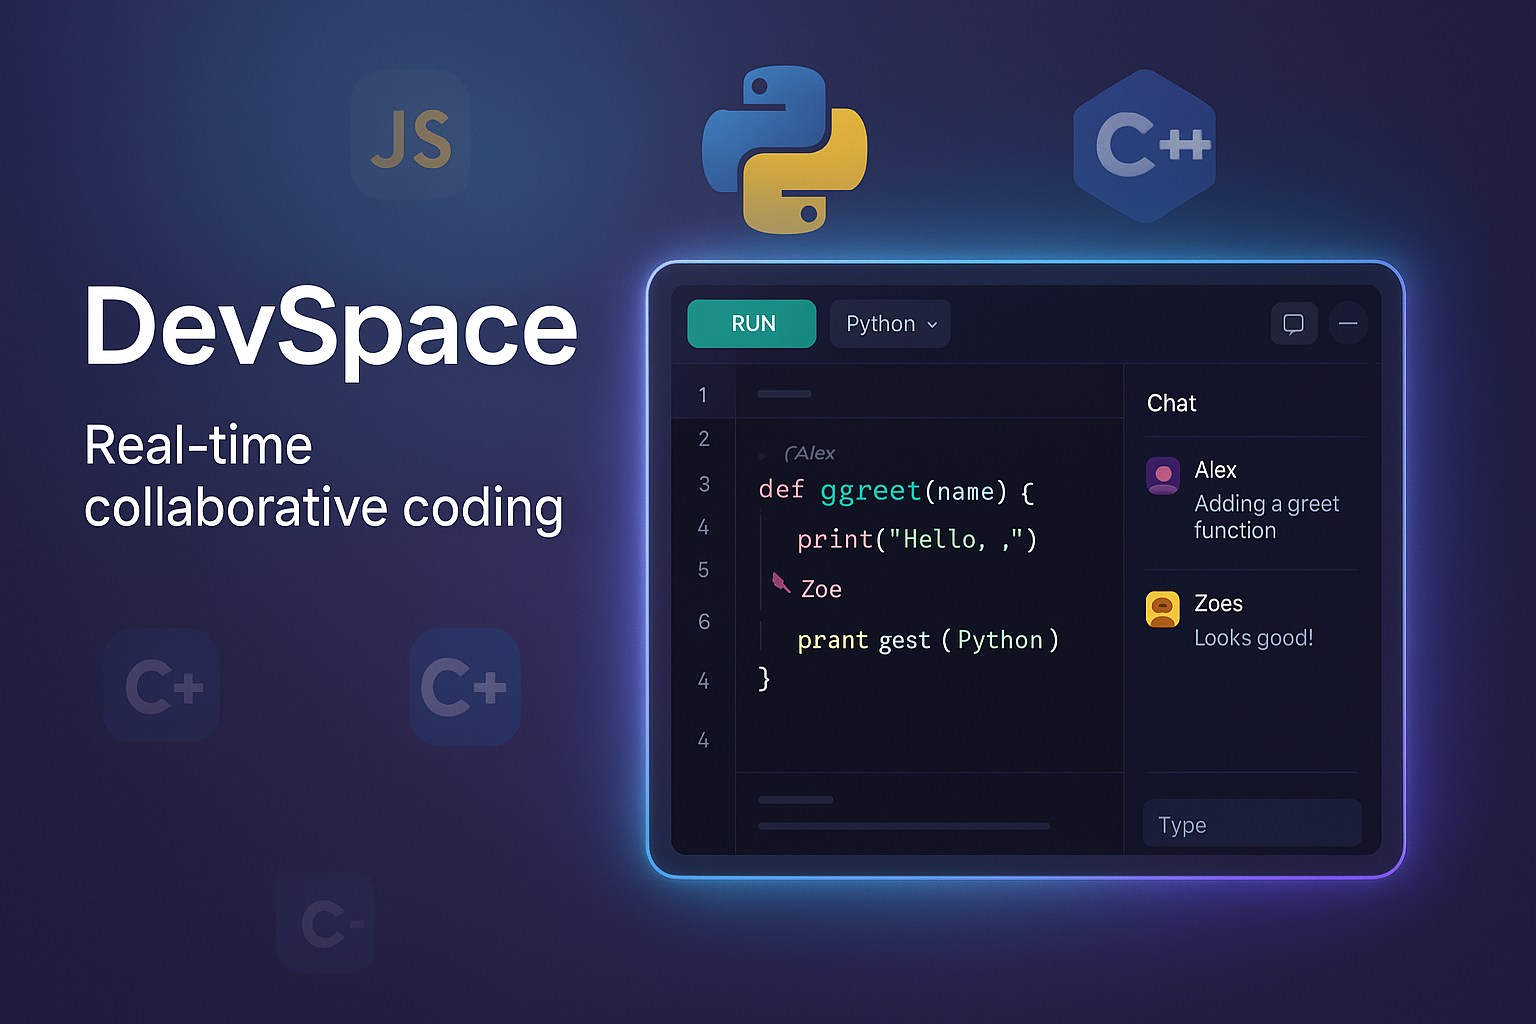 JS
C++
DevSpace
Real-time
collaborative coding
C+
C+
C-
RUN
Python
1
2
(Alex
3
def ggreet(name) {
4
print("Hello, ,")
5
Zoe
6
prant gest (Python)
4
}
4
Chat
Alex
Adding a greet
function
Zoes
Looks good!
Type